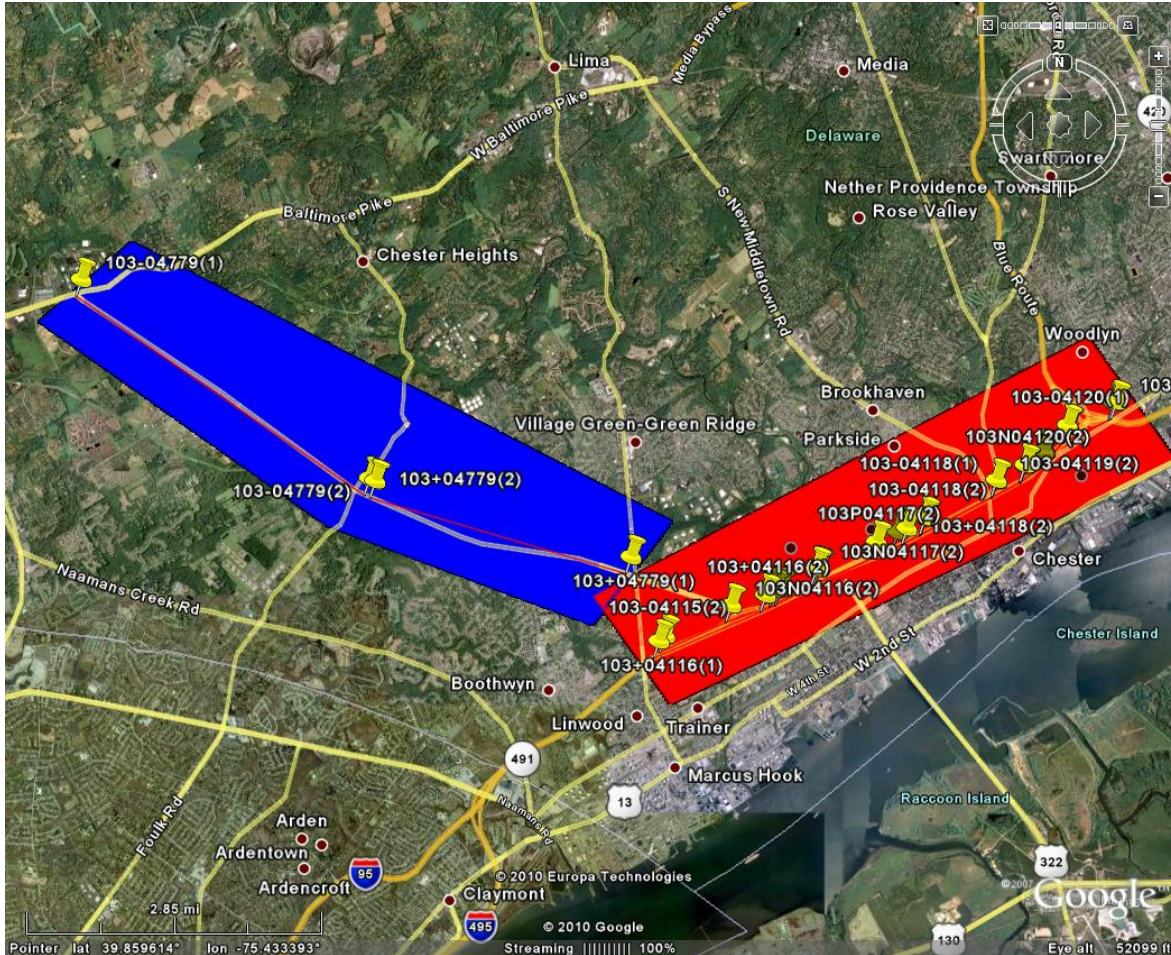 Lima
Media Bypass
Media
N
420
W Baltimore Pike
Delaware
Swarthmore
Nether Providence Township
Rose Valley
S New Middletown Rd
Baltimore Pike
Chester Heights
103-04779(1)
Blue Route
Woodlyn
Brookhaven
103-04120(1)
103
Village Green-Green Ridge
Parkside
103N04120(2)
103-04118(1)
103-04119(2)
103-04779(2)
103+04779(2)
103-04118(2)
103P04117(2)
103+04118(2)
103N04117(2)
Chester
103+04779(1)
103+04116(2)
103N04116(2)
103-04115(2)
Naamans Creek Rd
Chester Island
W 2nd St
103+04116(1)
W 4th St
Boothwyn
Linwood
Trainer
491
Marcus Hook
13
Raccoon Island
Naamans Rd
Foulk Rd
Arden
Ardentown
Ardencroft
95
322
© 2010 Europa Technologies
©2007 Google
Claymont
2.85 mi
495
© 2010 Google
130
Pointer lat 39.859614° lon -75.433393° Streaming 100% Eye alt 52099 ft